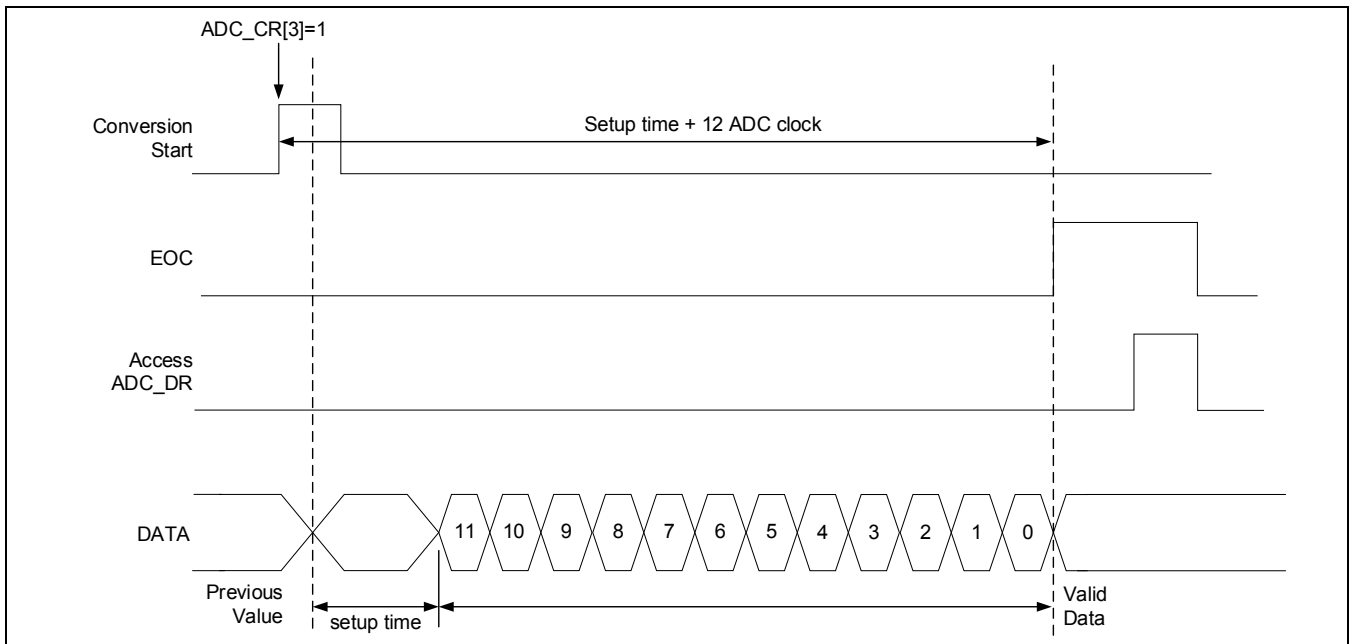 ADC_CR[3]=1
Conversion
Start
Setup time + 12 ADC clock
EOC
Access
ADC_DR
DATA
11 10 9 8 7 6 5 4 3 2 1 0
Previous
Value
setup time
Valid
Data